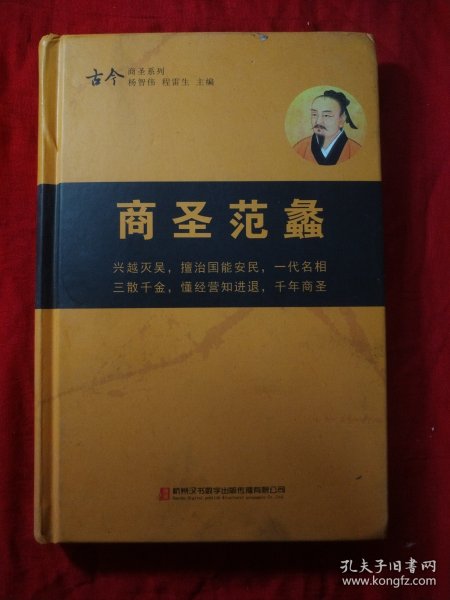 古今
商圣系列
杨智伟 程雷生 主编
商圣范蠡
兴越灭吴，擅治国能安民，一代名相
三散千金，懂经营知进退，千年商圣
杭州汉书数字出版传播有限公司
孔夫子旧书网
www.kongfz.com